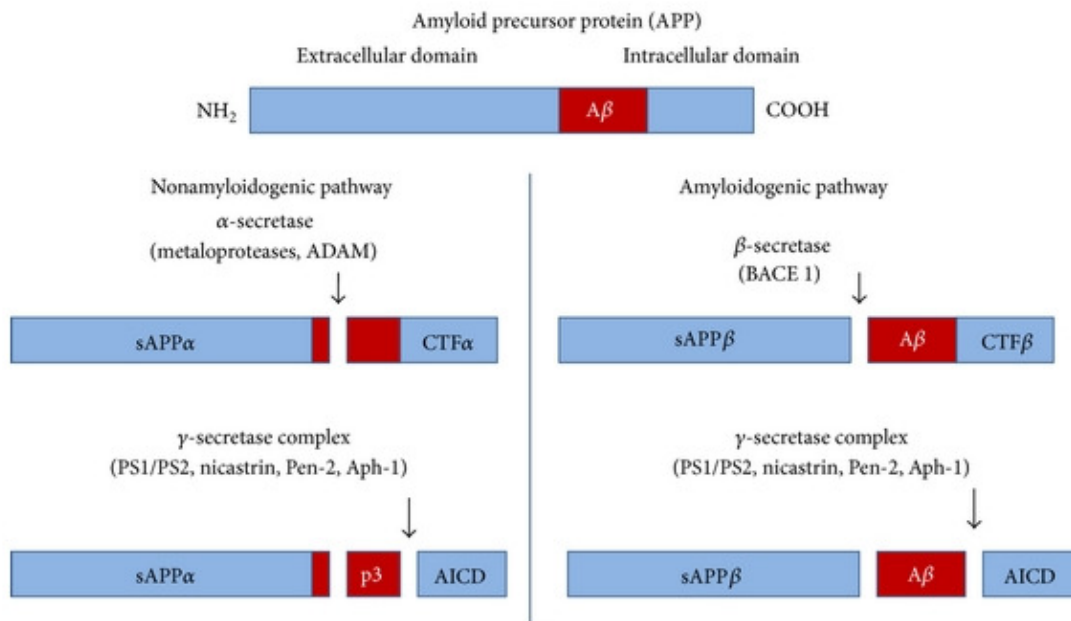 Amyloid precursor protein (APP)
Extracellular domain Intracellular domain
NH₂ Aβ COOH
Nonamyloidogenic pathway
α-secretase
(metaloproteases, ADAM)
sAPPα CTFα
γ-secretase complex
(PS1/PS2, nicastrin, Pen-2, Aph-1)
sAPPα p3 AICD
Amyloidogenic pathway
β-secretase
(BACE 1)
sAPPβ Aβ CTFβ
γ-secretase complex
(PS1/PS2, nicastrin, Pen-2, Aph-1)
sAPPβ Aβ AICD